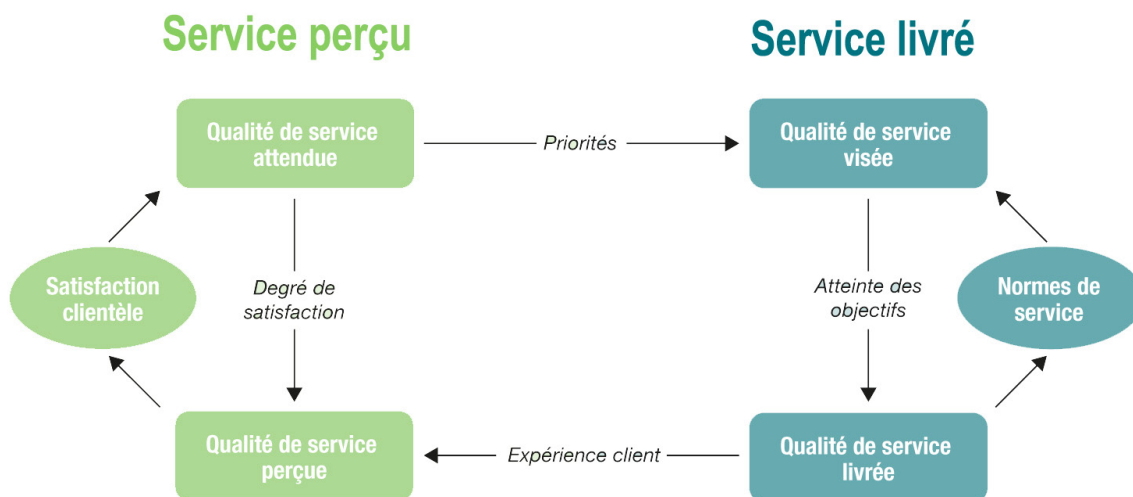 Service perçu
Service livré
Qualité de service
attendue
Priorités
Qualité de service
visée
Satisfaction
clientèle
Degré de
satisfaction
Atteinte des
objectifs
Normes de
service
Qualité de service
perçue
Expérience client
Qualité de service
livrée